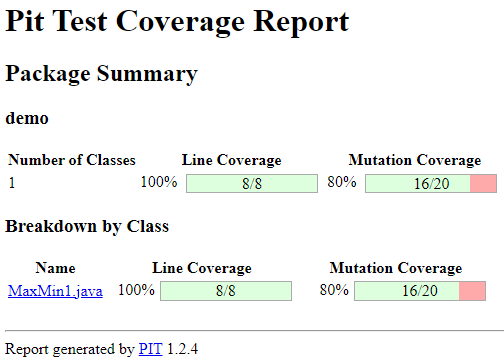 Pit Test Coverage Report
Package Summary
demo
Number of Classes Line Coverage Mutation Coverage
1 100% 8/8 80% 16/20
Breakdown by Class
Name Line Coverage Mutation Coverage
MaxMin1.java 100% 8/8 80% 16/20
Report generated by PIT 1.2.4